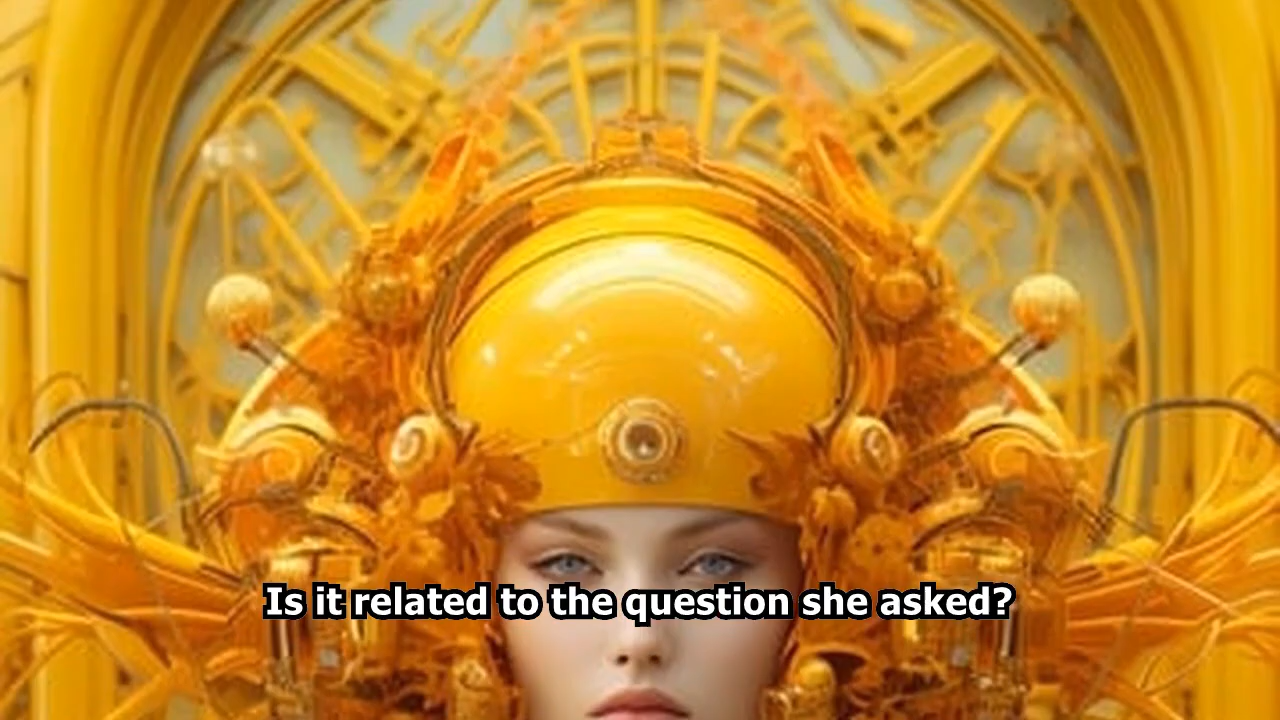 Is it related to the question she asked?